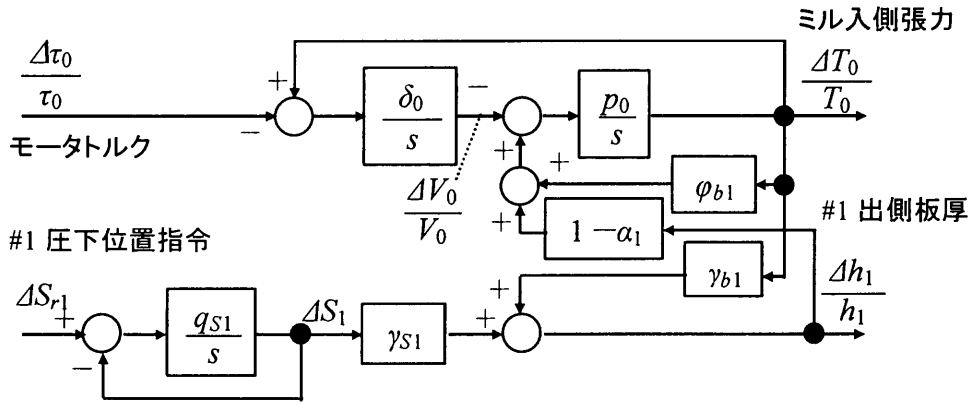 ミル入側張力
Δτ₀/τ₀
+
−
δ₀/s
−
+
p₀/s
ΔT₀/T₀
モータトルク
ΔV₀/V₀
+
+
φb1
+
1 − α₁
#1 出側板厚
#1 圧下位置指令
γb1
Δh₁/h₁
ΔSr1
+
−
qS1/s
ΔS₁
γS1
+
+